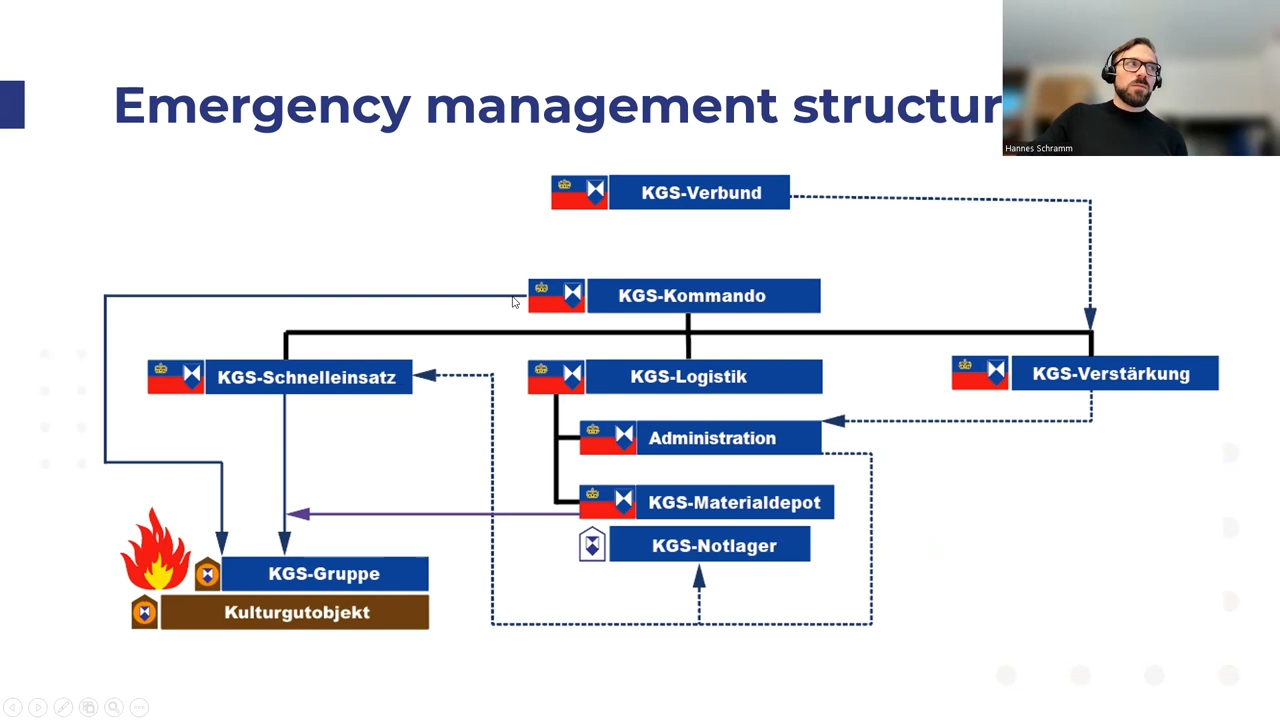 Emergency management structur
Hannes Schramm
KGS-Verbund
KGS-Kommando
KGS-Schnelleinsatz
KGS-Logistik
KGS-Verstärkung
Administration
KGS-Materialdepot
KGS-Notlager
KGS-Gruppe
Kulturgutobjekt